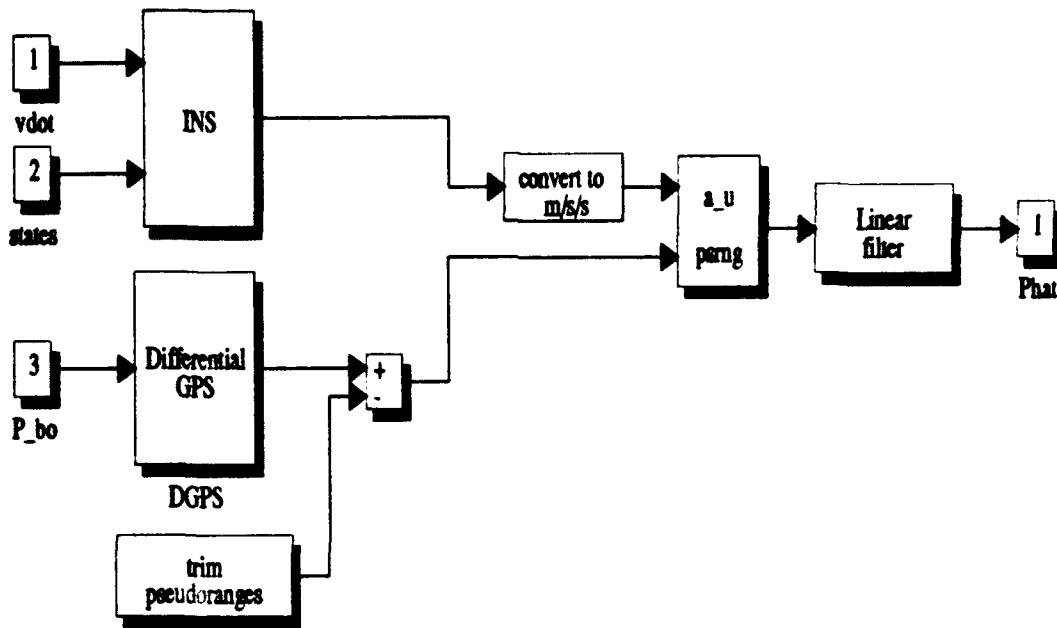 1
vdot
INS
2
states
convert to
m/s/s
a_u
psrng
Linear
filter
1
Phat
3
P_bo
Differential
GPS
DGPS
+
-
trim
pseudoranges